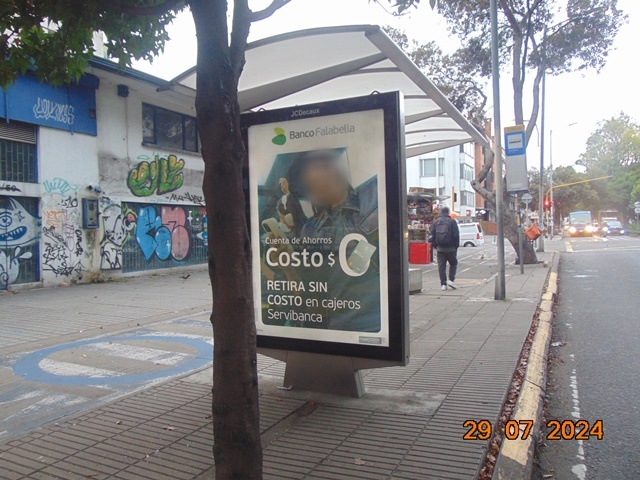 JCDecaux
Banco Falabella
Cuenta de Ahorros
Costo $0
RETIRA SIN
COSTO en cajeros
Servibanca
29 07 2024